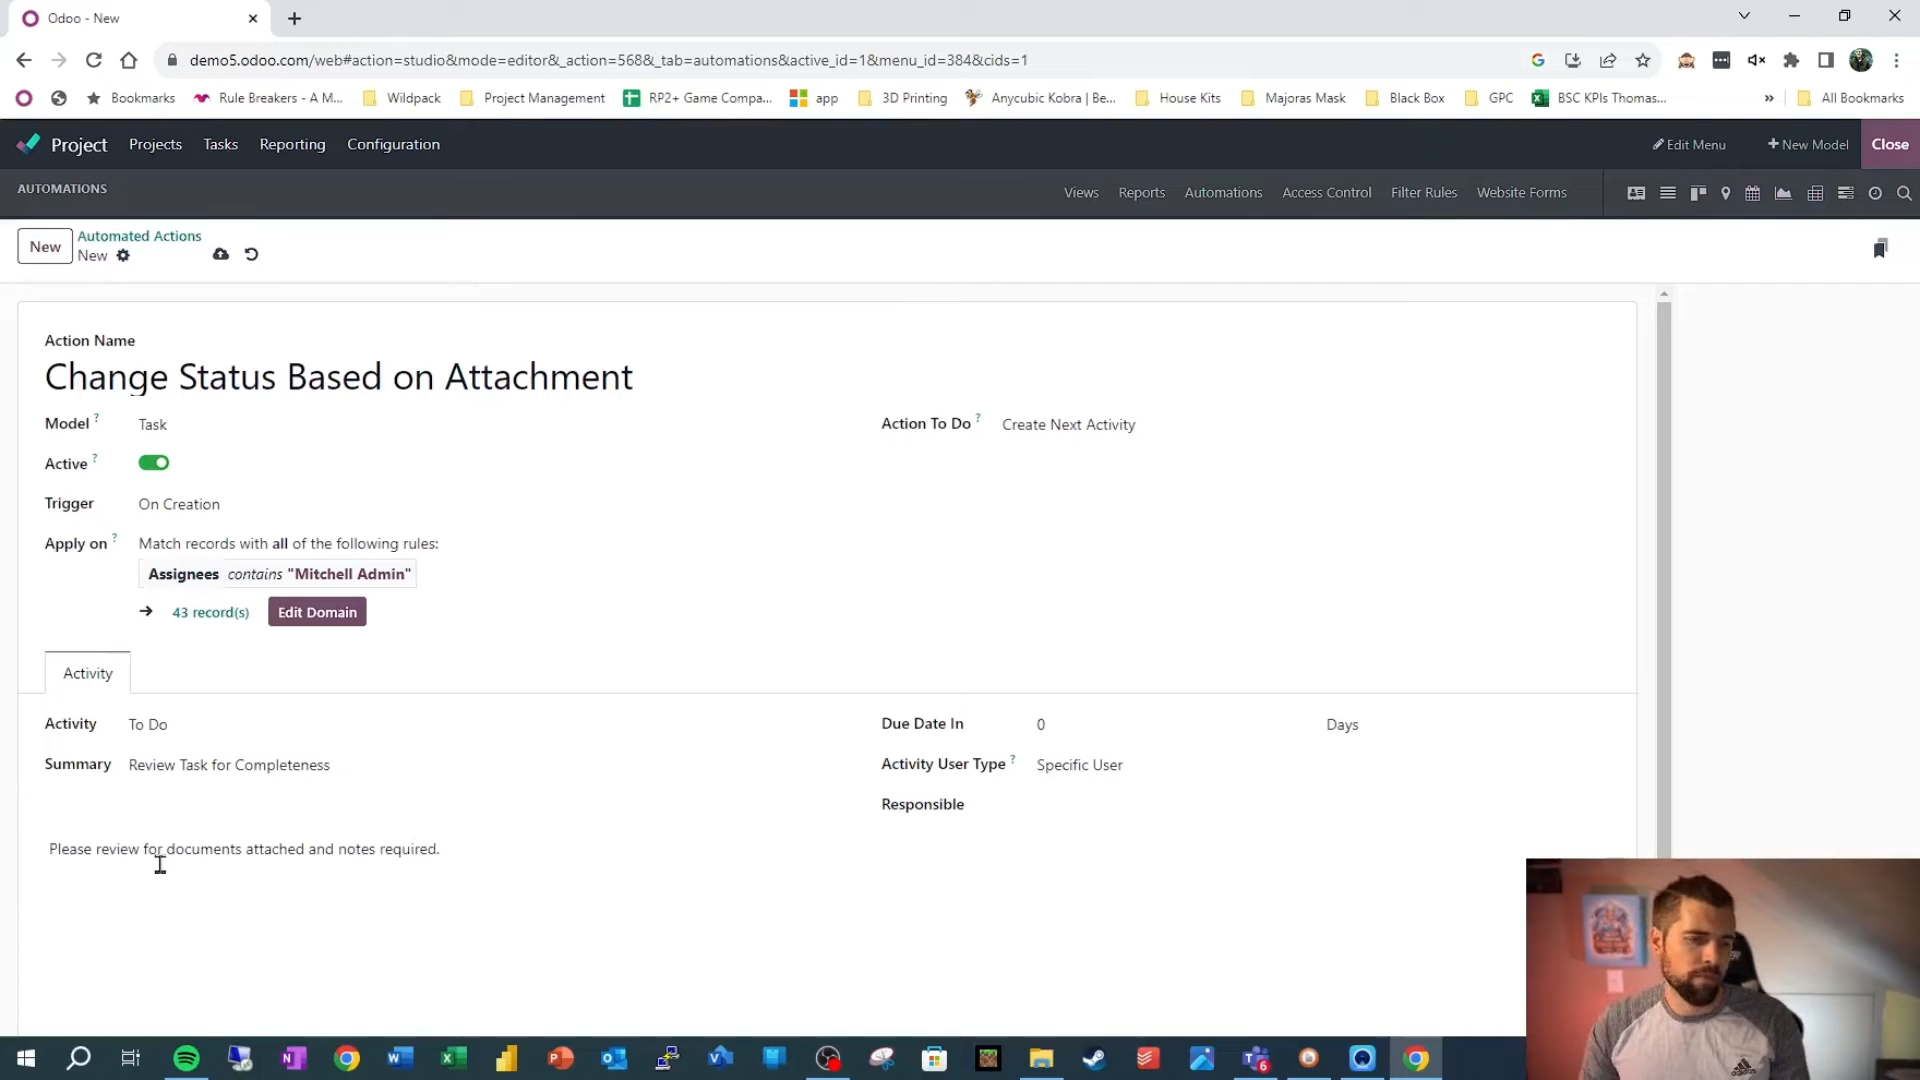 Odoo - New
demo5.odoo.com/web#action=studio&mode=editor&_action=568&_tab=automations&active_id=1&menu_id=384&cids=1
Bookmarks Rule Breakers - A M... Wildpack Project Management RP2+ Game Compa... app 3D Printing Anycubic Kobra | Be... House Kits Majoras Mask Black Box GPC BSC KPIs Thomas... » All Bookmarks
Project Projects Tasks Reporting Configuration Edit Menu + New Model Close
AUTOMATIONS Views Reports Automations Access Control Filter Rules Website Forms
New Automated Actions
New
Action Name
Change Status Based on Attachment
Model ? Task Action To Do ? Create Next Activity
Active ?
Trigger On Creation
Apply on ? Match records with all of the following rules:
Assignees contains "Mitchell Admin"
→ 43 record(s) Edit Domain
Activity
Activity To Do Due Date In 0 Days
Summary Review Task for Completeness Activity User Type ? Specific User
Responsible
Please review for documents attached and notes required.